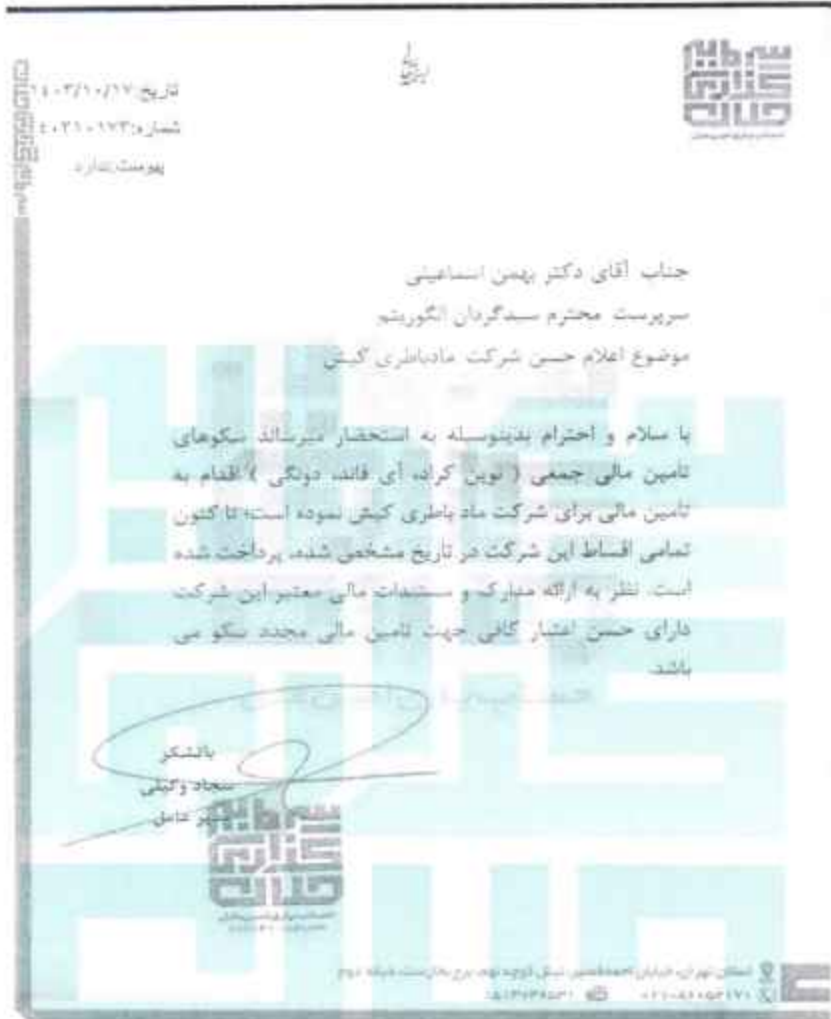 تاریخ: ۱۴۰۳/۱۰/۱۷
شماره: ۴۰۳۱۰۱۷۳
پیوست: ندارد
سرمایه گذاری حنانه
جناب آقای دکتر بهمن اسماعیلی
سرپرست محترم سبدگردان الگوریتم
موضوع اعلام حسن شرکت مادباطری کیش
با سلام و احترام بدینوسیله به استحضار میرساند سکوهای
تامین مالی جمعی ( نوین کراد، آی فاند، دونگی ) اقدام به
تامین مالی برای شرکت ماد باطری کیش نموده است؛ تا کنون
تمامی اقساط این شرکت در تاریخ مشخص شده، پرداخت شده
است. نظر به ارائه مدارک و مستندات مالی معتبر این شرکت
دارای حسن اعتبار کافی جهت تامین مالی مجدد سکو می
باشد.
باتشکر
سجاد وکیلی
مدیر عامل